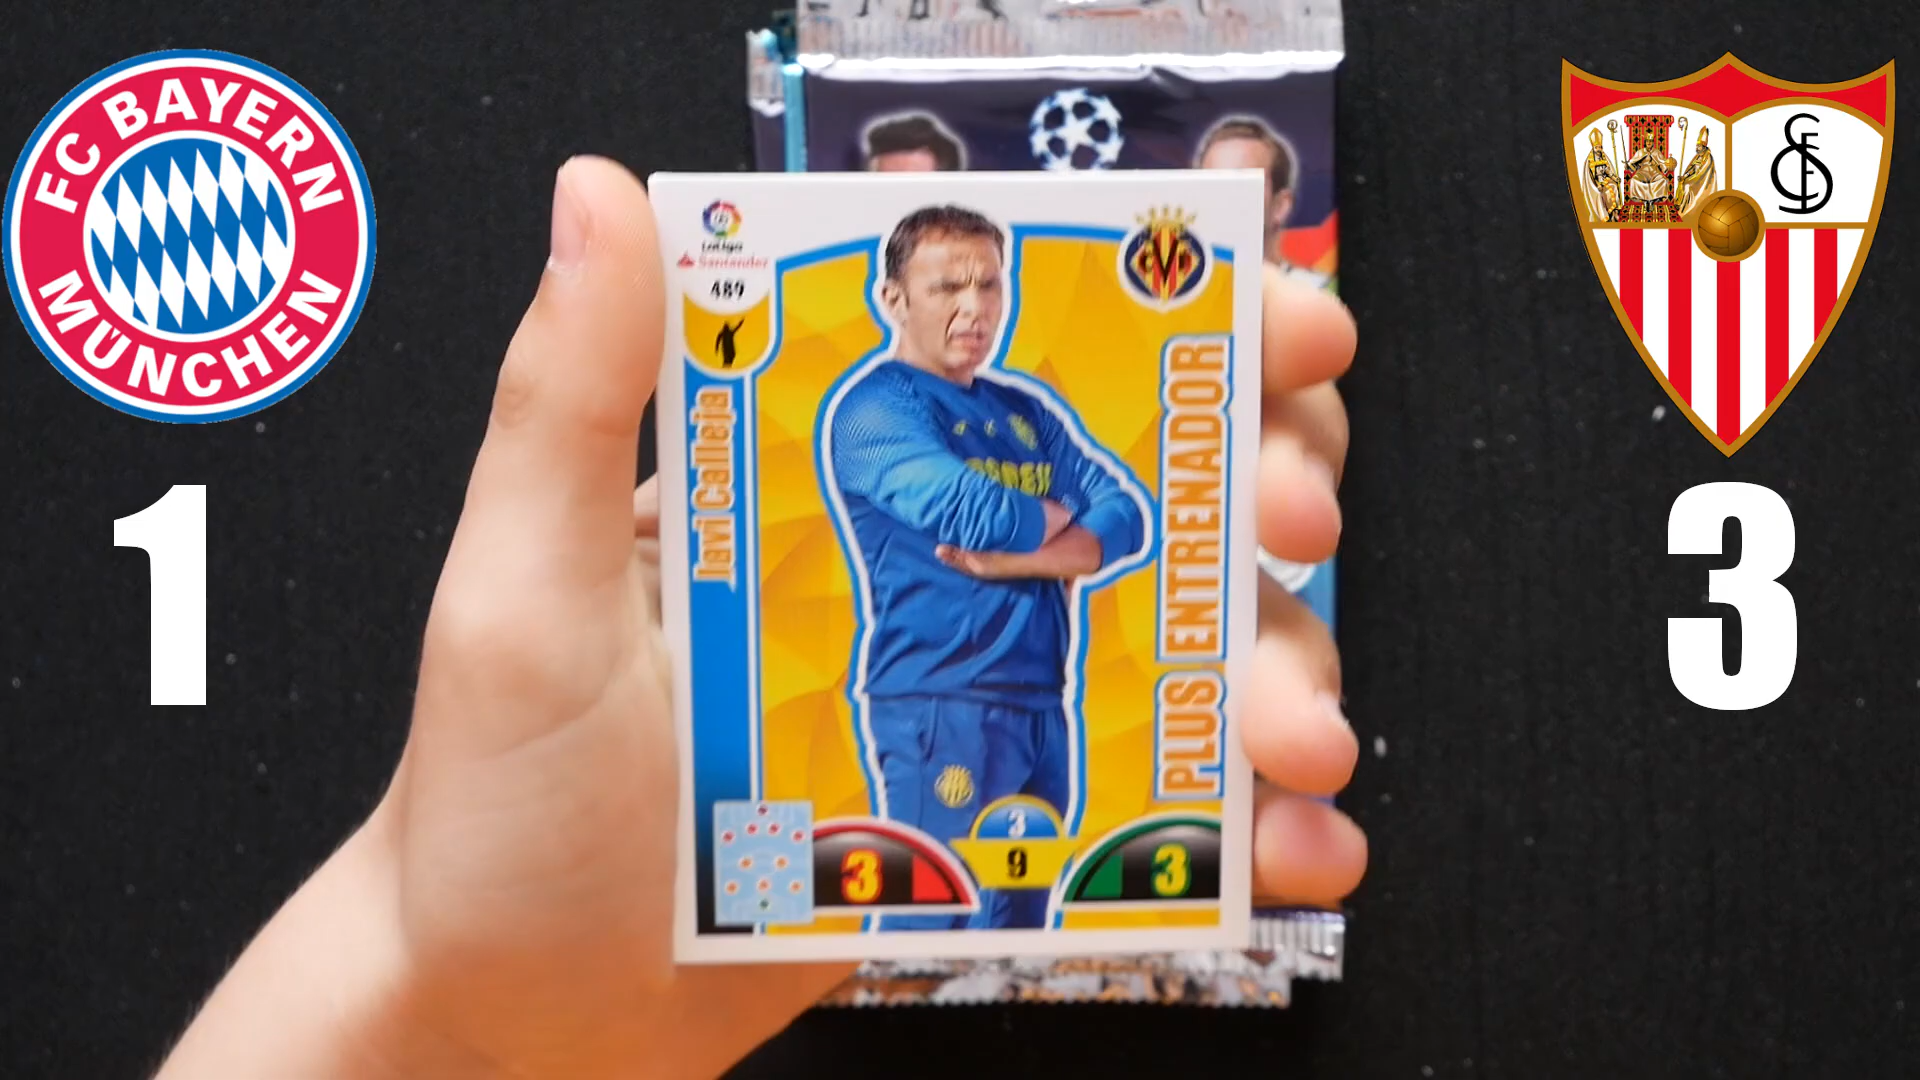 FC BAYERN
MÜNCHEN
1
3
LaLiga
Santander
489
Javi Calleja
PLUS ENTRENADOR
3
3
9
3